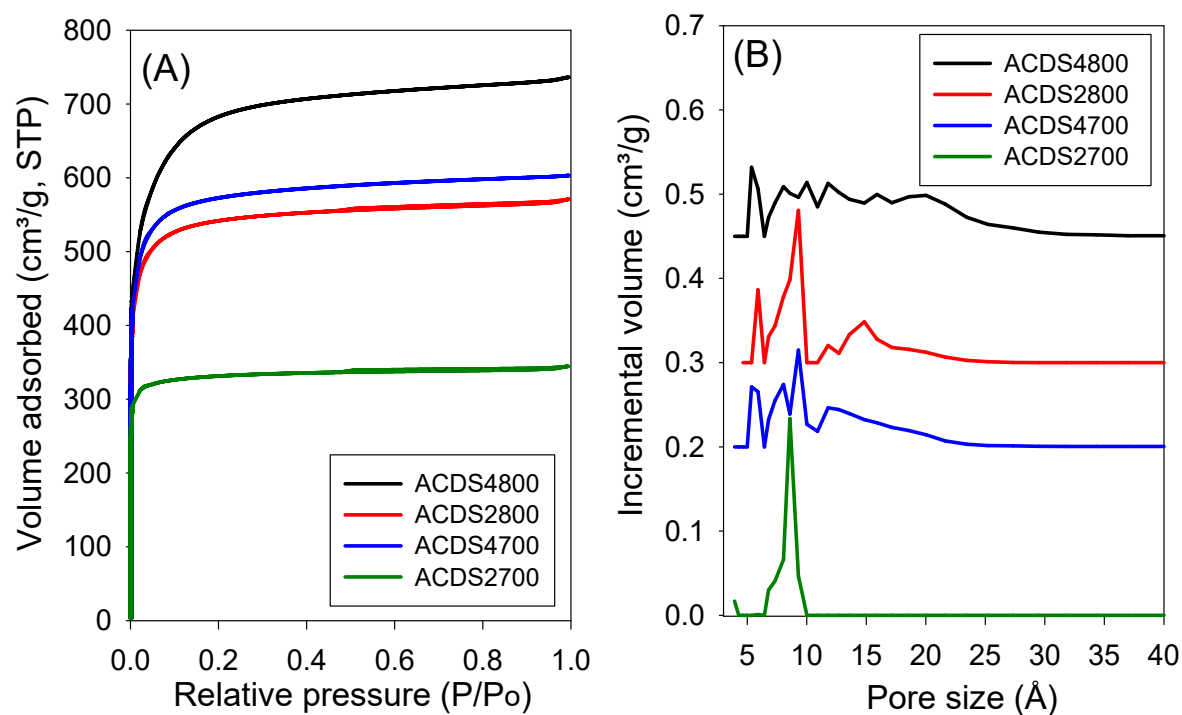 (A)
Volume adsorbed (cm³/g, STP)
800
700
600
500
400
300
200
100
0
0.0 0.2 0.4 0.6 0.8 1.0
Relative pressure (P/Po)
ACDS4800
ACDS2800
ACDS4700
ACDS2700
(B)
Incremental volume (cm³/g)
0.7
0.6
0.5
0.4
0.3
0.2
0.1
0.0
5 10 15 20 25 30 35 40
Pore size (Å)
ACDS4800
ACDS2800
ACDS4700
ACDS2700